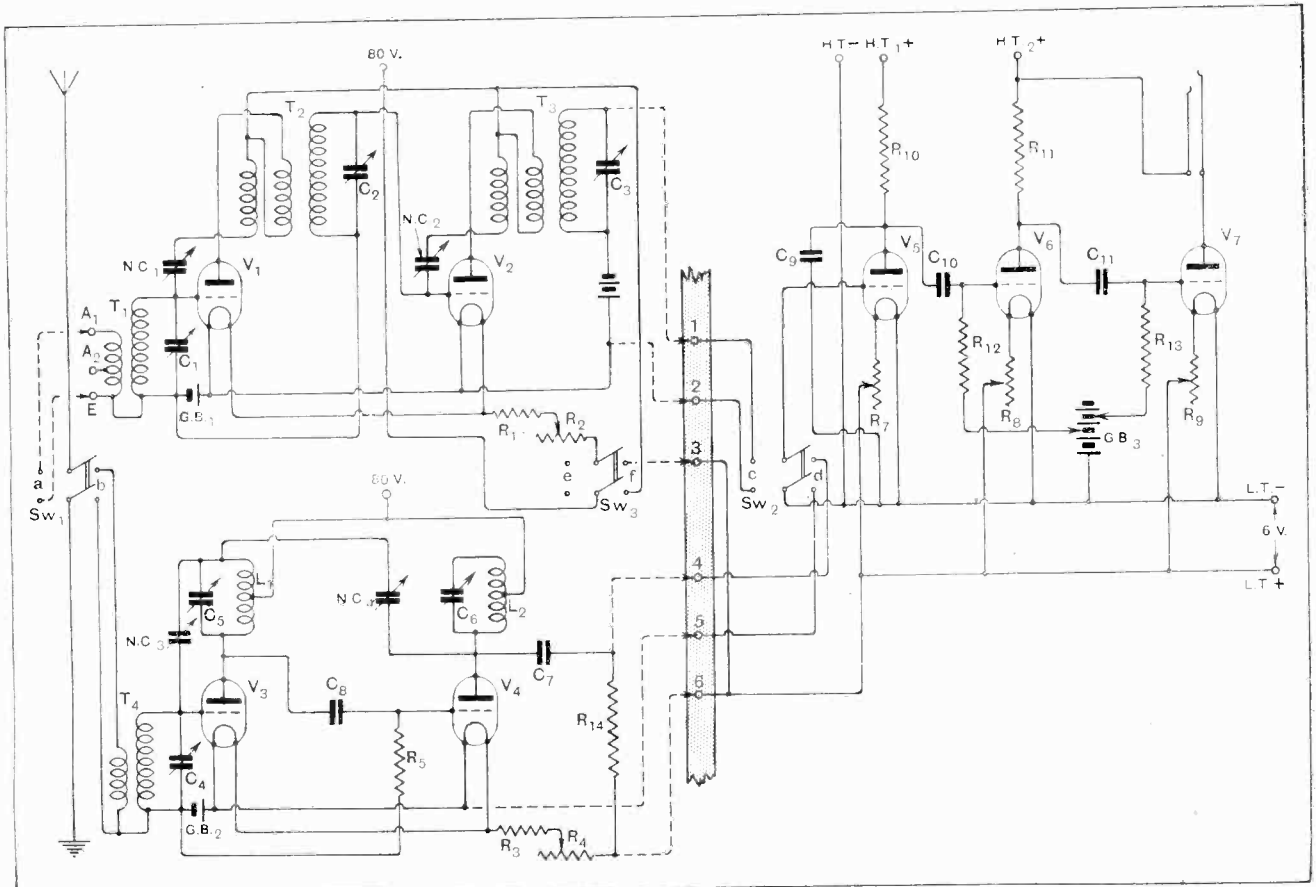 80 V.
H.T- H.T.1+
H.T.2+
T2
T3
C2
C3
R10
R11
N.C.1
V1
N.C.2
V2
C9
V5
C10
V6
C11
V7
T1
A1
A2
C1
E
G.B.1
R1
R2
R12
R13
R7
R8
R9
G.B3
1
2
3
a
b
Sw1
e
f
Sw3
c
d
Sw2
L.T.-
6 V.
L.T+
80 V.
4
5
6
L1
C5
N.C.4
C6
L2
N.C.3
C7
V3
C8
V4
T4
R14
R5
C4
G.B.2
R3
R4